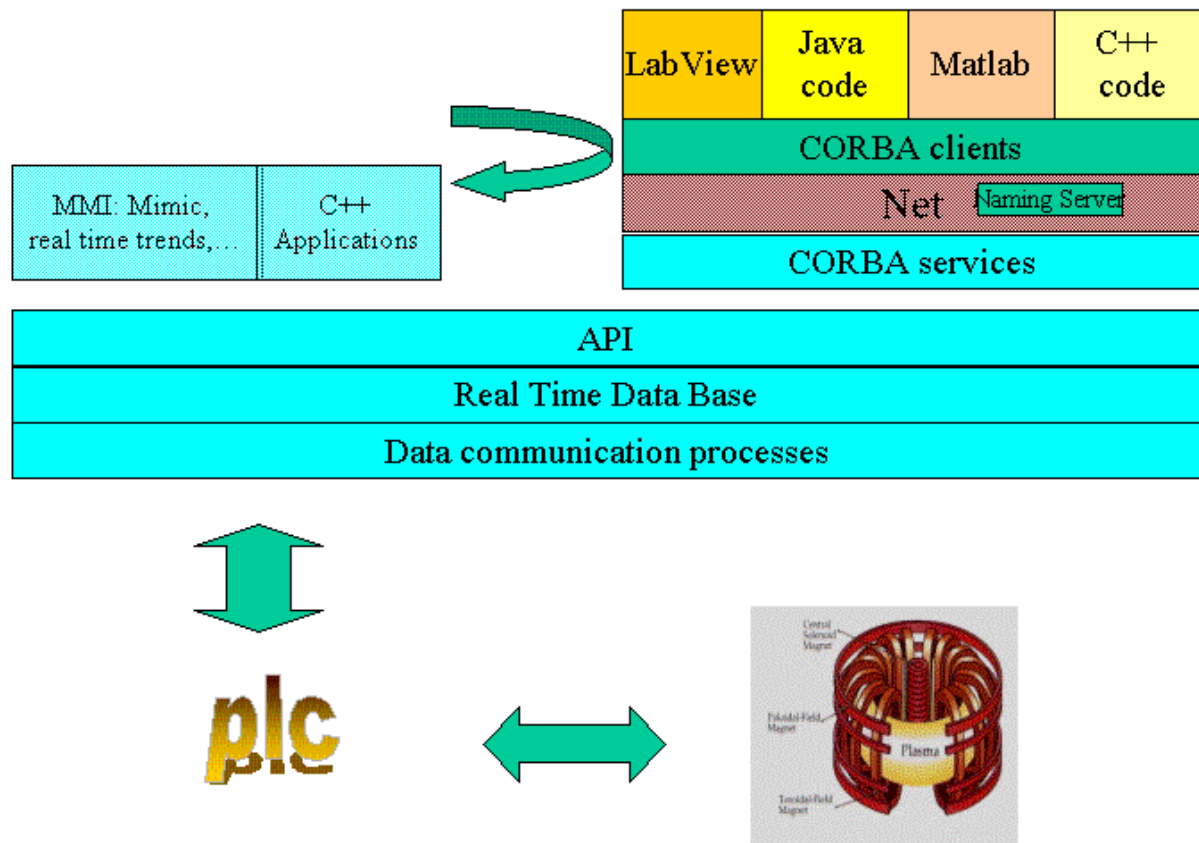 LabView
Java
code
Matlab
C++
code
CORBA clients
Net
Naming Server
CORBA services
MMI: Mimic,
real time trends,…
C++
Applications
API
Real Time Data Base
Data communication processes
plc
Central
Solenoid
Magnet
Poloidal-Field
Magnet
Plasma
Toroidal-Field
Magnet